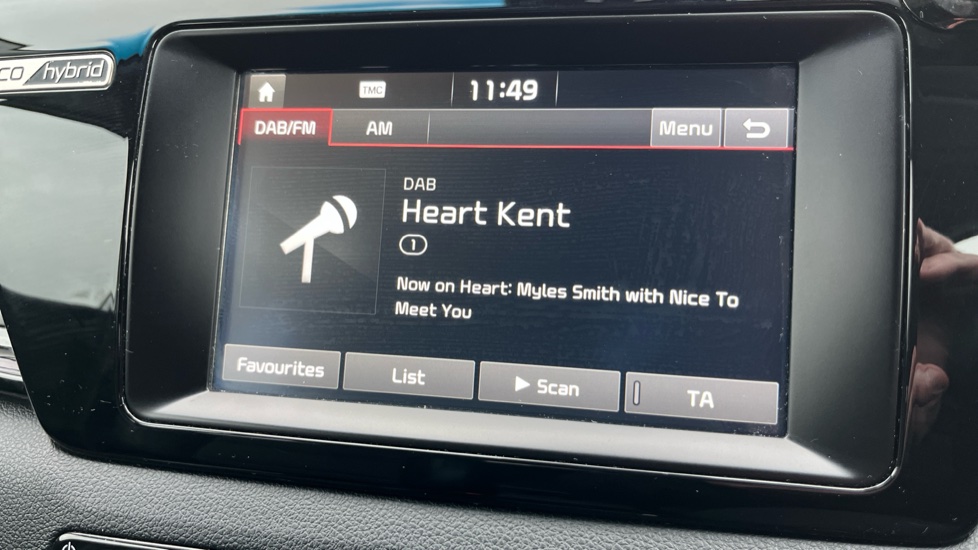 co/hybrid
TMC
11:49
DAB/FM AM Menu
DAB
Heart Kent
1
Now on Heart: Myles Smith with Nice To
Meet You
Favourites List Scan TA